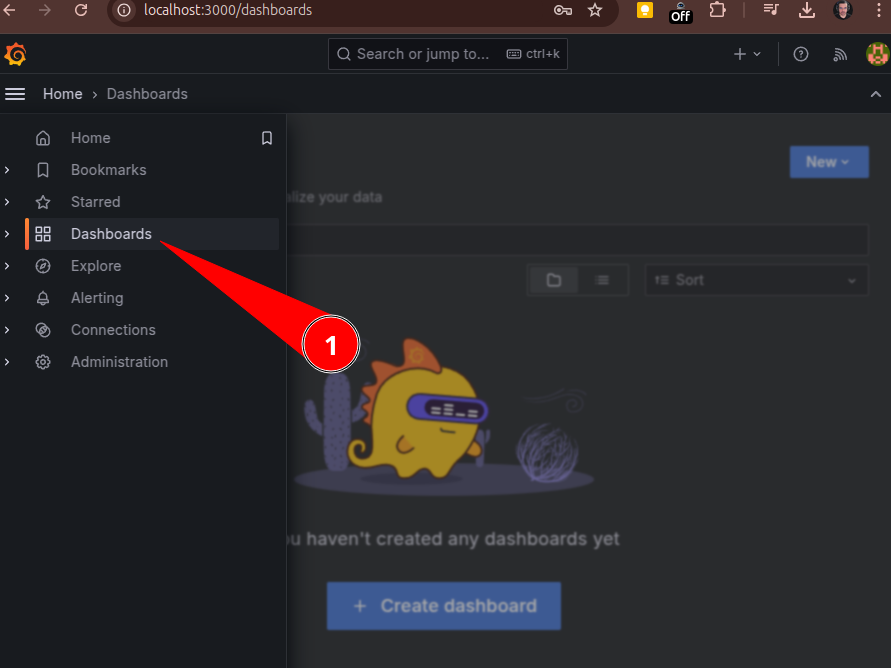 localhost:3000/dashboards
Off
Search or jump to... ctrl+k
Home › Dashboards
Home
Bookmarks
New
Starred
alize your data
Dashboards
Explore
Sort
Alerting
Connections
1
Administration
u haven't created any dashboards yet
+ Create dashboard